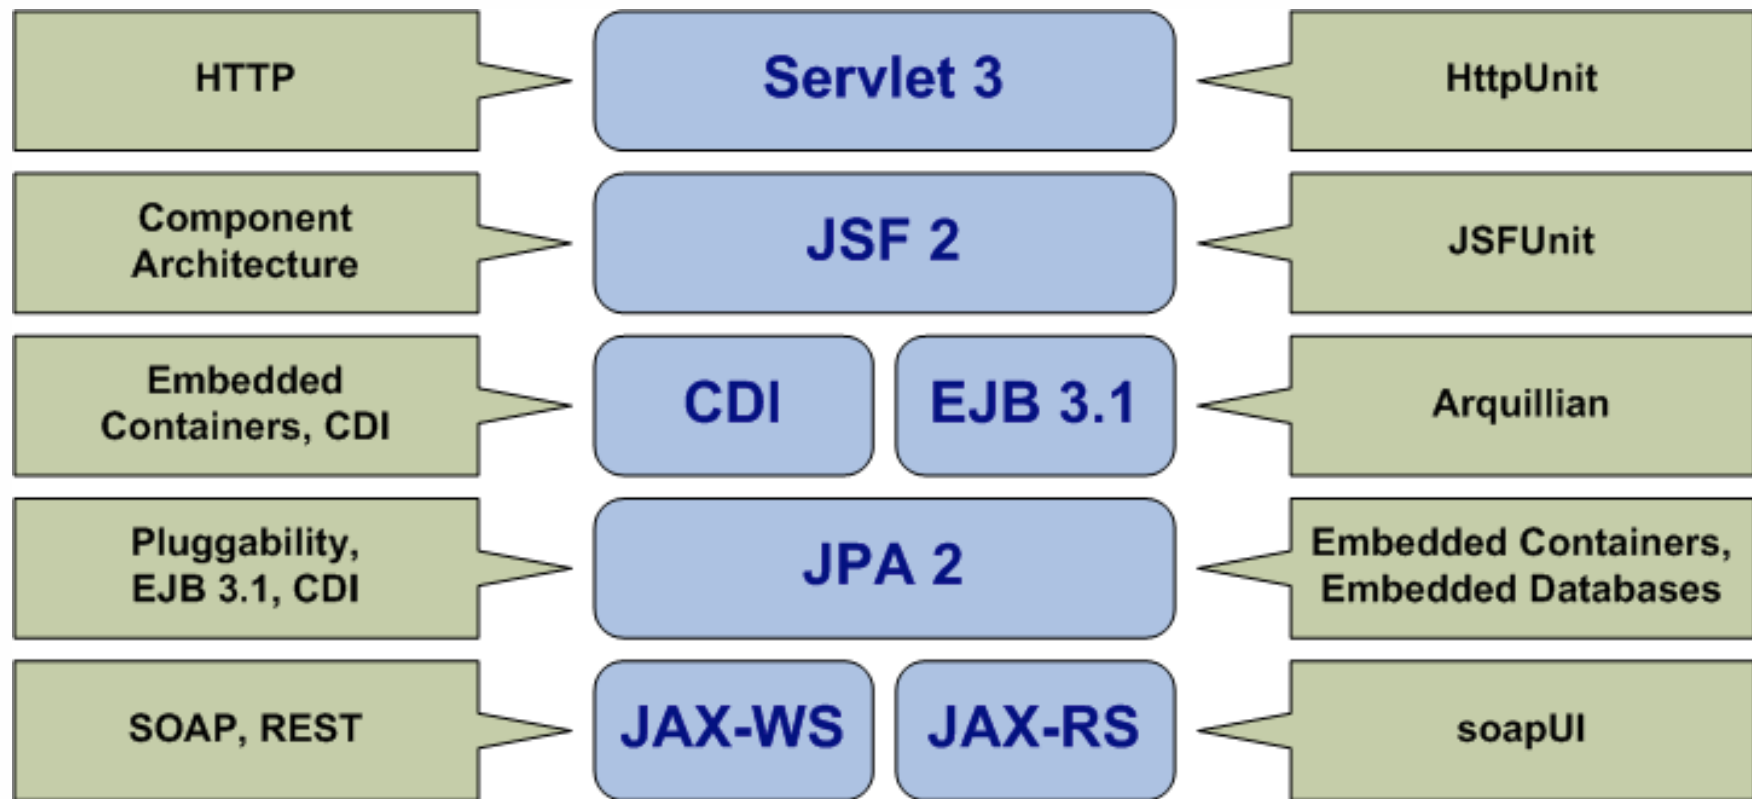 HTTP
Servlet 3
HttpUnit
Component
Architecture
JSF 2
JSFUnit
Embedded
Containers, CDI
CDI
EJB 3.1
Arquillian
Pluggability,
EJB 3.1, CDI
JPA 2
Embedded Containers,
Embedded Databases
SOAP, REST
JAX-WS
JAX-RS
soapUI